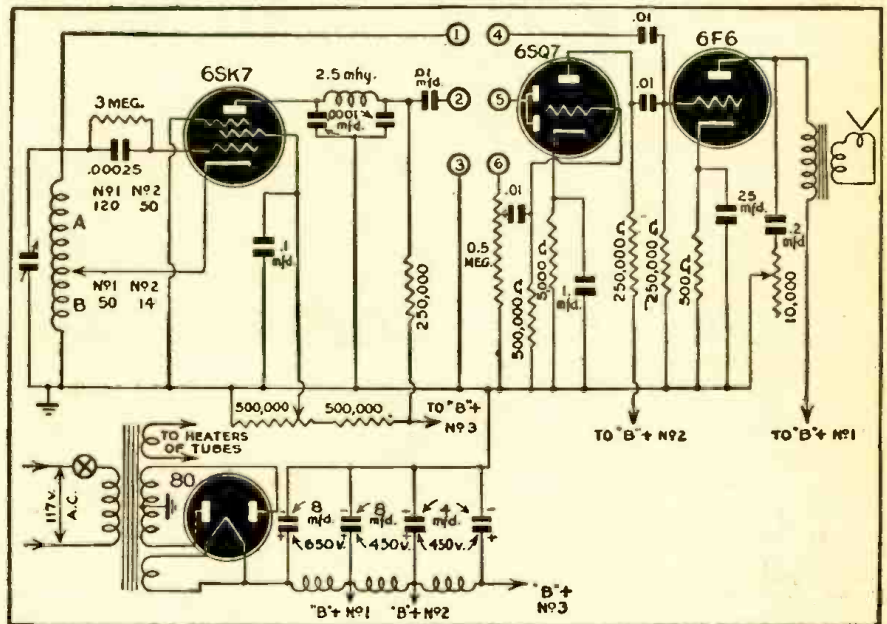 ①
④
.01
6SK7
6SQ7
6F6
2.5 mhy.
.01
mfd.
②
⑤
.01
3 MEG.
.0001
mfd.
.00025
③
⑥
Nº1
Nº2
120
50
A
.01
25
mfd.
.2
mfd.
.1
mfd.
0.5
MEG.
B
Nº1
Nº2
50
14
250,000
500,000 Ω
5,000 Ω
.1
mfd.
250,000 Ω
250,000 Ω
500 Ω
10,000
500,000
500,000
TO "B"+
Nº3
TO "B"+ Nº2
TO "B"+ Nº1
TO HEATERS
OF TUBES
117 v.
A.C.
80
8
mfd.
8
mfd.
4
mfd.
650 v.
450 v.
450 v.
- - - -
+ + + +
"B"+ Nº1
"B"+ Nº2
"B"+
Nº3